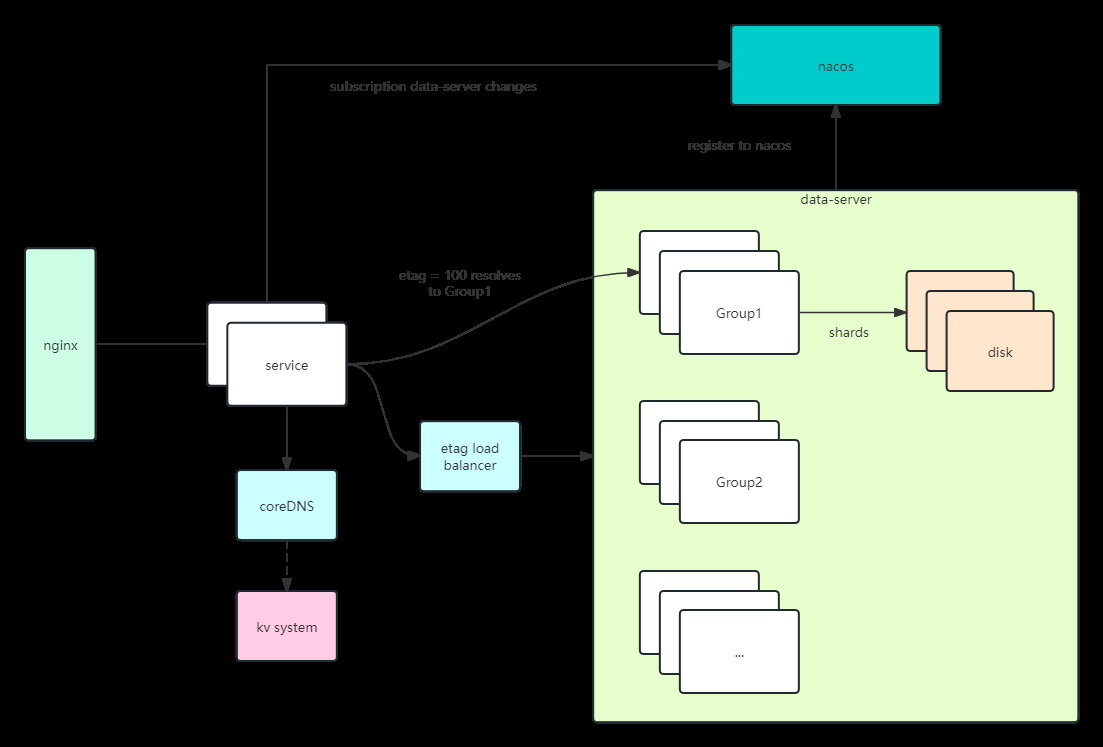 nacos
subscription data-server changes
register to nacos
data-server
etag = 100 resolves
to Group1
Group1
shards
disk
nginx
service
etag load
balancer
Group2
coreDNS
kv system
...